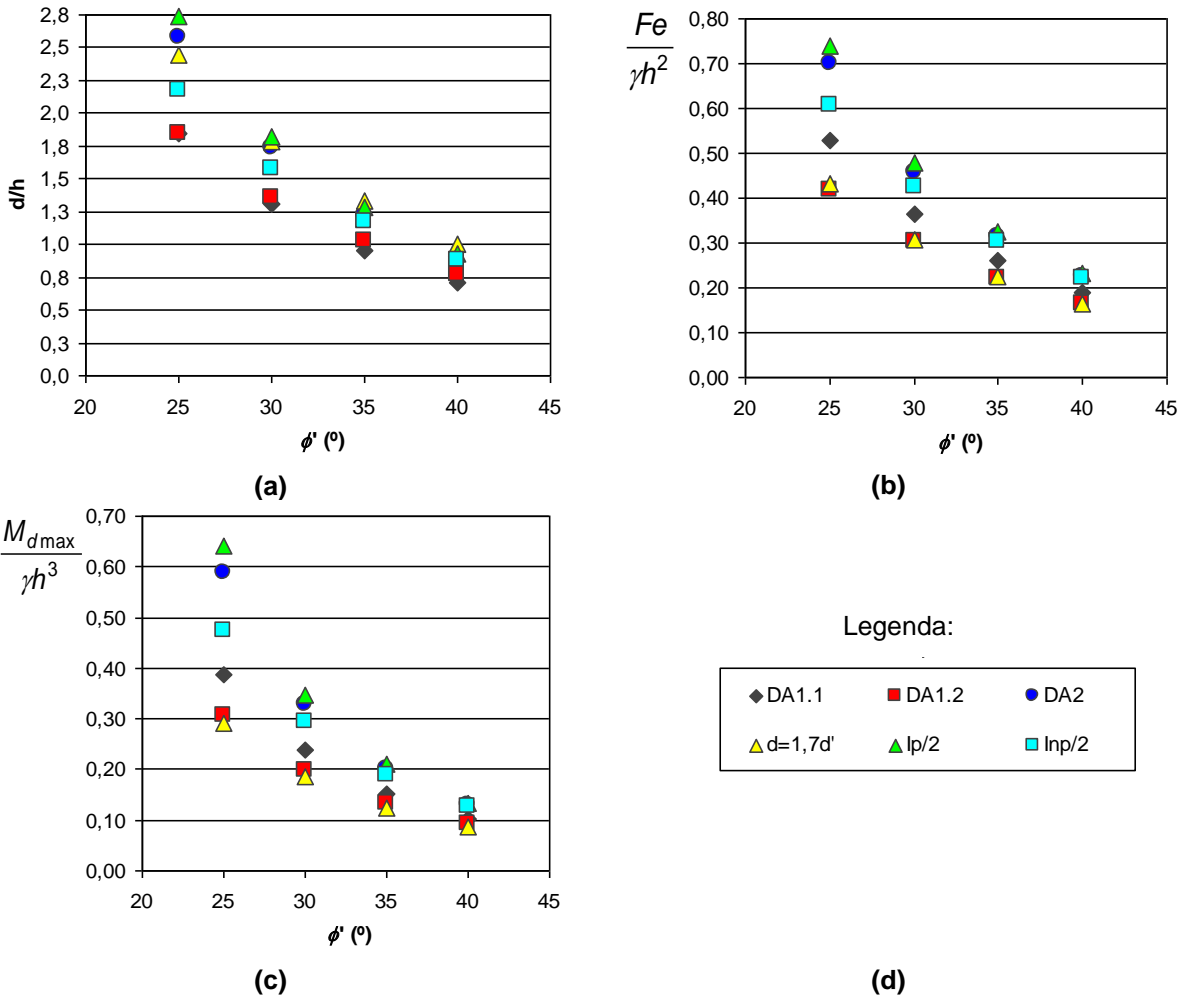 2,8
2,5
2,3
2,0
1,8
1,5
1,3
1,0
0,8
0,5
0,3
0,0
d/h
20 25 30 35 40 45
ϕ' (º)
(a)
Fe
γh²
0,80
0,70
0,60
0,50
0,40
0,30
0,20
0,10
0,00
20 25 30 35 40 45
ϕ' (º)
(b)
M_d max
γh³
0,70
0,60
0,50
0,40
0,30
0,20
0,10
0,00
20 25 30 35 40 45
ϕ' (º)
(c)
Legenda:
DA1.1 DA1.2 DA2
d=1,7d' Ip/2 Inp/2
(d)